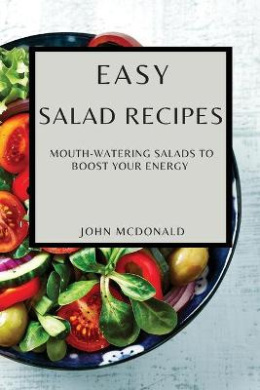 EASY
SALAD RECIPES
MOUTH-WATERING SALADS TO
BOOST YOUR ENERGY
JOHN MCDONALD